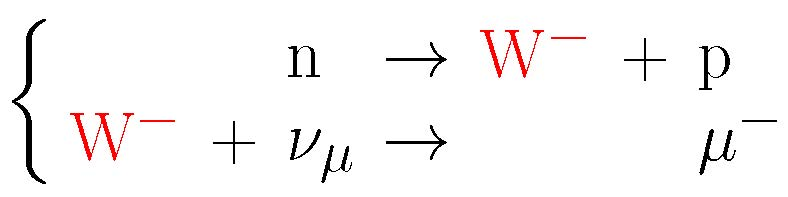 n → W⁻ + p
W⁻ + ν_μ → μ⁻